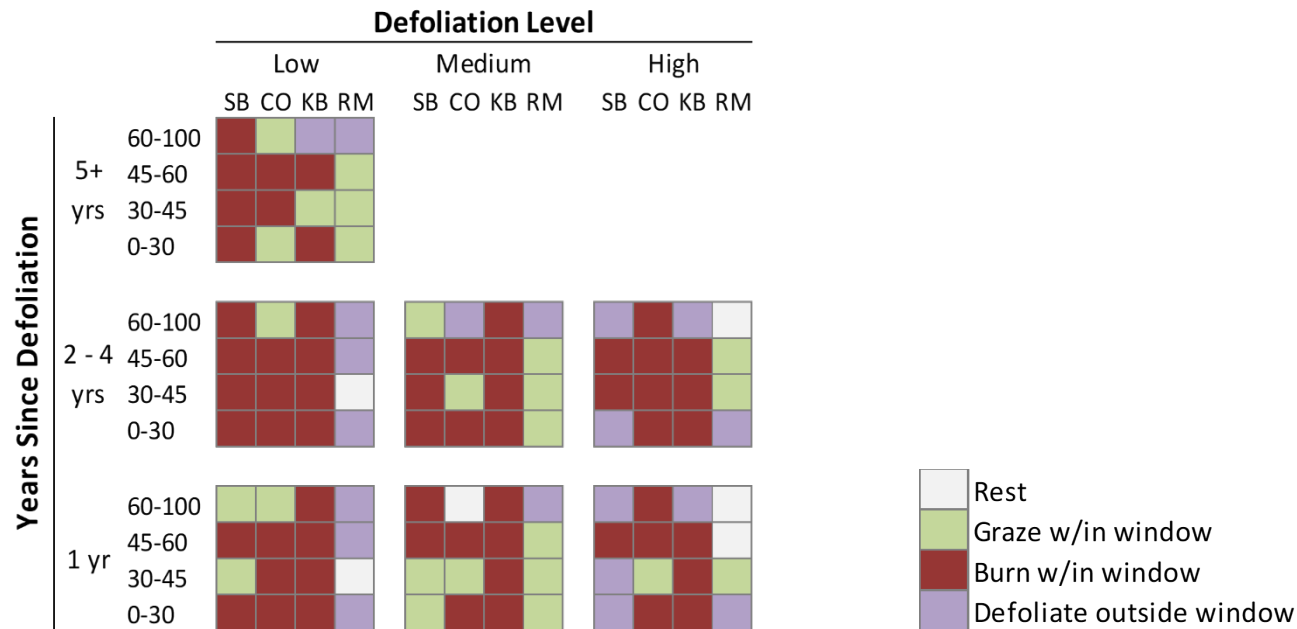 Defoliation Level
Low Medium High
SB CO KB RM SB CO KB RM SB CO KB RM
Years Since Defoliation
5+
yrs
60-100
45-60
30-45
0-30
2 - 4
yrs
60-100
45-60
30-45
0-30
1 yr
60-100
45-60
30-45
0-30
Rest
Graze w/in window
Burn w/in window
Defoliate outside window